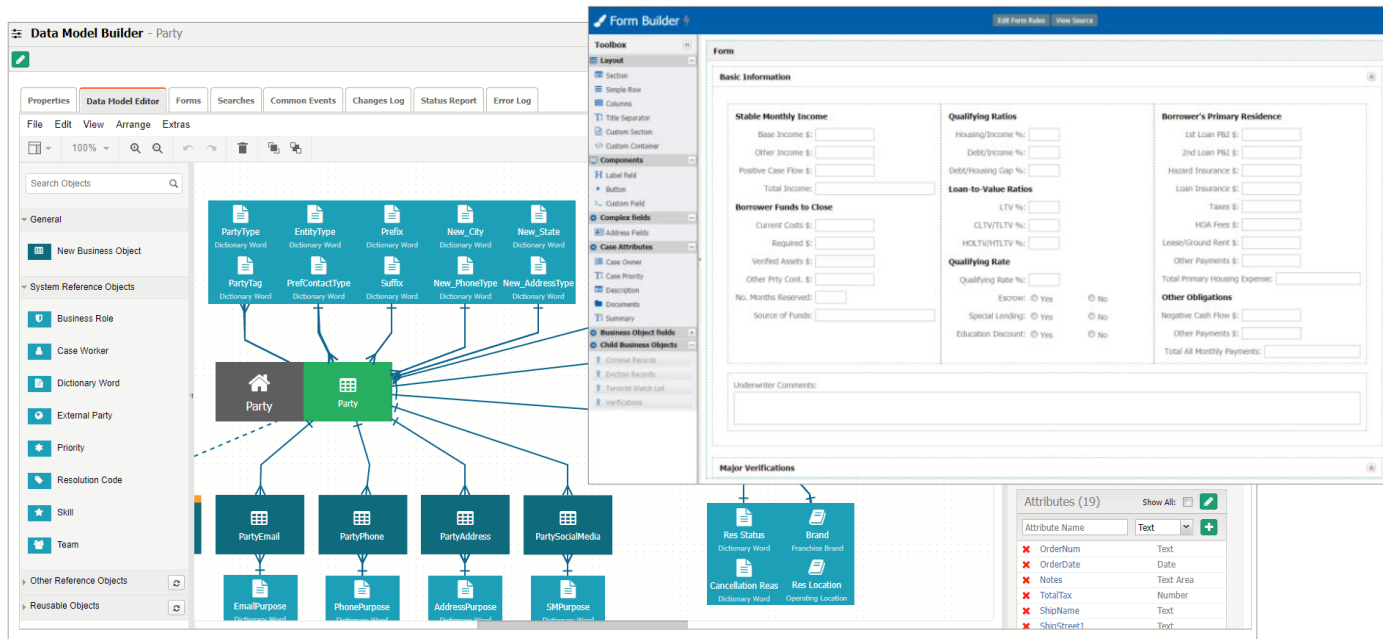 Data Model Builder - Party
Properties
Data Model Editor
Forms
Searches
Common Events
Changes Log
Status Report
Error Log
File Edit View Arrange Extras
100%
Search Objects
General
New Business Object
System Reference Objects
Business Role
Case Worker
Dictionary Word
External Party
Priority
Resolution Code
Skill
Team
Other Reference Objects
Reusable Objects
PartyType EntityType Prefix New_City New_State
Dictionary Word Dictionary Word Dictionary Word Dictionary Word Dictionary Word
PartyTag PrefContactType Suffix New_PhoneType New_AddressType
Dictionary Word Dictionary Word Dictionary Word Dictionary Word Dictionary Word
Party
Party
PartyEmail PartyPhone PartyAddress PartySocialMedia
EmailPurpose PhonePurpose AddressPurpose SMPurpose
Dictionary Word Dictionary Word Dictionary Word Dictionary Word
Res Status Brand
Dictionary Word Franchise Brand
Cancellation Reas Res Location
Dictionary Word Operating Location
Form Builder
Edit Form Rules View Source
Toolbox
Layout
Section
Simple Row
Columns
Title Separator
Custom Section
Custom Container
Components
Label field
Button
Custom Field
Complex fields
Address Fields
Case Attributes
Case Owner
Case Priority
Description
Documents
Summary
Business Object fields
Child Business Objects
Criminal Records
Eviction Records
Terrorist Watch List
Verifications
Form
Basic Information
Stable Monthly Income
Base Income $:
Other Income $:
Positive Case Flow $:
Total Income:
Borrower Funds to Close
Current Costs $:
Required $:
Verified Assets $:
Other Prty Cont. $:
No. Months Reserved:
Source of Funds:
Qualifying Ratios
Housing/Income %:
Debt/Income %:
Debt/Housing Gap %:
Loan-to-Value Ratios
LTV %:
CLTV/TLTV %:
HOLTV/HTLTV %:
Qualifying Rate
Qualifying Rate %:
Escrow: Yes No
Special Lending: Yes No
Education Discount: Yes No
Borrower's Primary Residence
1st Loan P&I $:
2nd Loan P&I $:
Hazard Insurance $:
Loan Insurance $:
Taxes $:
HOA Fees $:
Lease/Ground Rent $:
Other Payments $:
Total Primary Housing Expense:
Other Obligations
Negative Cash Flow $:
Other Payments $:
Total All Monthly Payments:
Underwriter Comments:
Major Verifications
Attributes (19) Show All:
Attribute Name Text
OrderNum Text
OrderDate Date
Notes Text Area
TotalTax Number
ShipName Text
ShipStreet1 Text